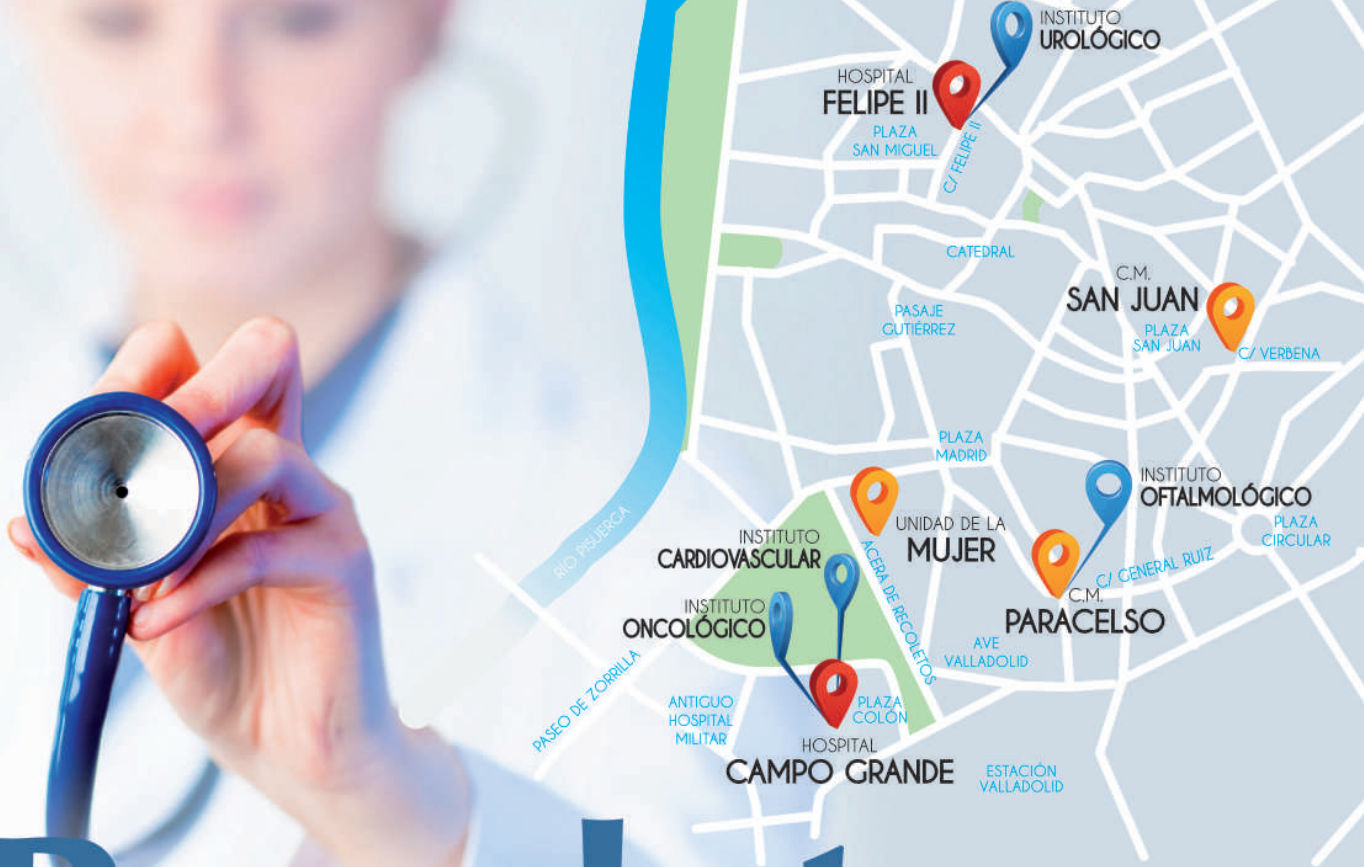 INSTITUTO
UROLÓGICO
HOSPITAL
FELIPE II
PLAZA
SAN MIGUEL
C/ FELIPE II
CATEDRAL
C.M.
SAN JUAN
PLAZA
SAN JUAN
C/ VERBENA
PASAJE
GUTIÉRREZ
PLAZA
MADRID
INSTITUTO
OFTALMOLÓGICO
PLAZA
CIRCULAR
UNIDAD DE LA
MUJER
INSTITUTO
CARDIOVASCULAR
RÍO PISUERGA
ACERA DE RECOLETOS
C/ GENERAL RUIZ
C.M.
PARACELSO
INSTITUTO
ONCOLÓGICO
AVE
VALLADOLID
PASEO DE ZORRILLA
ANTIGUO
HOSPITAL
MILITAR
PLAZA
COLÓN
HOSPITAL
CAMPO GRANDE
ESTACIÓN
VALLADOLID